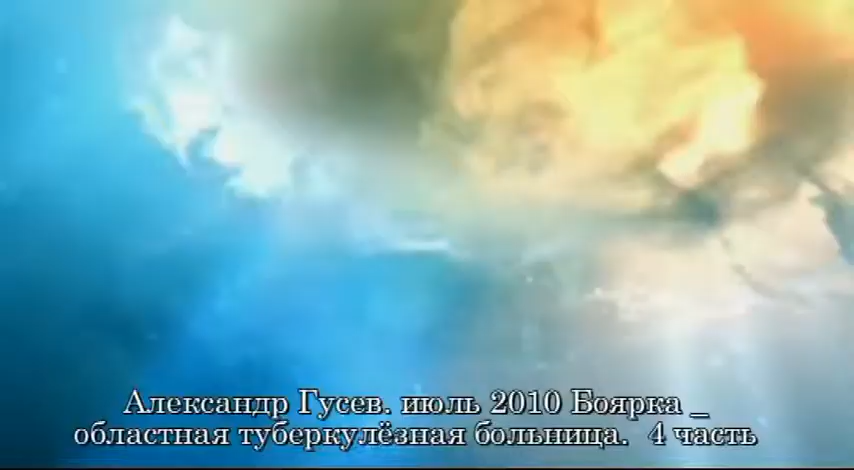 Александр Гусев. июль 2010 Боярка _
областная туберкулёзная больница. 4 часть